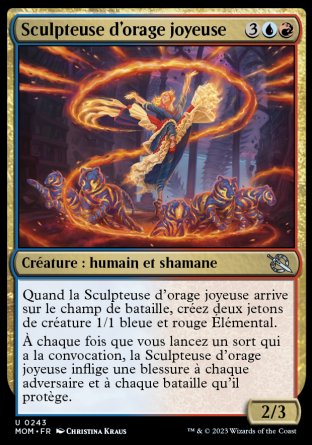 Sculpteuse d'orage joyeuse 3
Créature : humain et shamane
Quand la Sculpteuse d'orage joyeuse arrive
sur le champ de bataille, créez deux jetons
de créature 1/1 bleue et rouge Élémental.
À chaque fois que vous lancez un sort qui
a la convocation, la Sculpteuse d'orage
joyeuse inflige une blessure à chaque
adversaire et à chaque bataille qu'il
protège.
2/3
U 0243
MOM • FR Christina Kraus
™ & © 2023 Wizards of the Coast